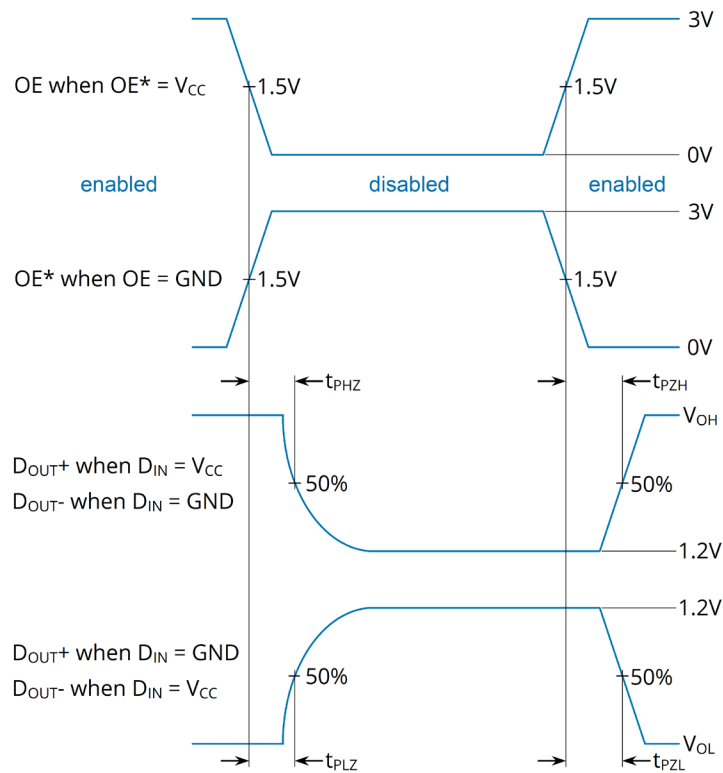 3V
OE when OE* = VCC
1.5V
1.5V
0V
enabled
disabled
enabled
3V
OE* when OE = GND
1.5V
1.5V
0V
tPHZ
tPZH
VOH
DOUT+ when DIN = VCC
50%
50%
DOUT- when DIN = GND
1.2V
1.2V
DOUT+ when DIN = GND
50%
50%
DOUT- when DIN = VCC
VOL
tPLZ
tPZL